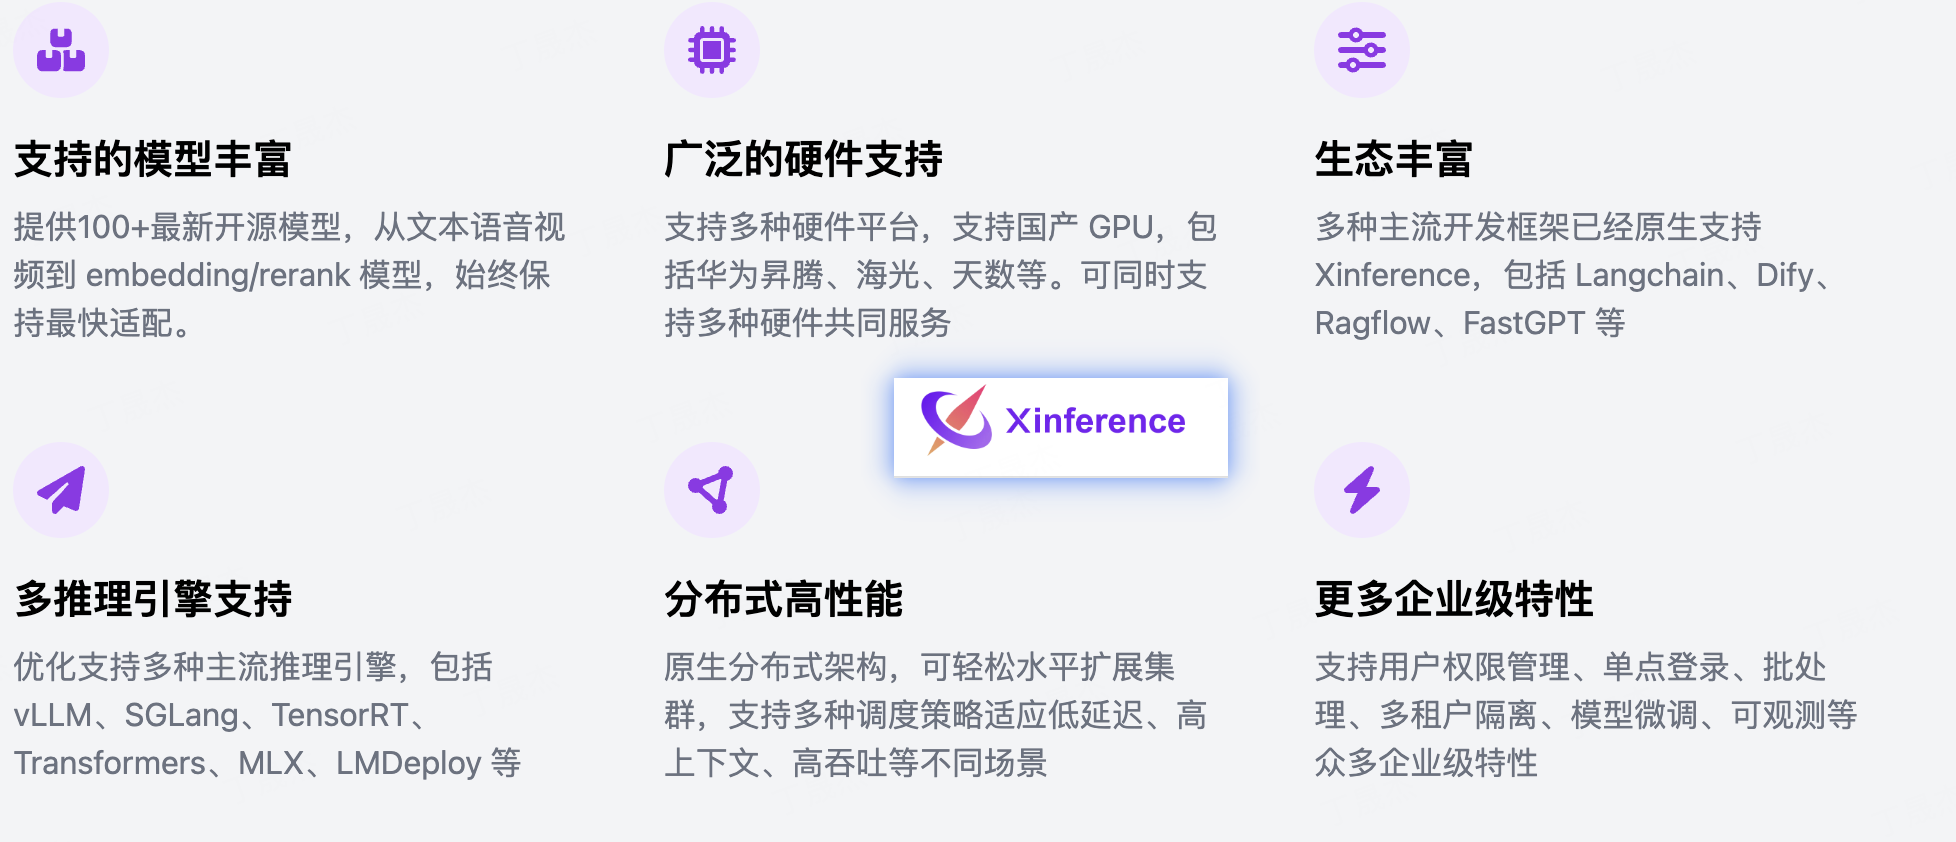 支持的模型丰富
提供100+最新开源模型，从文本语音视
频到 embedding/rerank 模型，始终保
持最快适配。
广泛的硬件支持
支持多种硬件平台，支持国产 GPU，包
括华为昇腾、海光、天数等。可同时支
持多种硬件共同服务
生态丰富
多种主流开发框架已经原生支持
Xinference，包括 Langchain、Dify、
Ragflow、FastGPT 等
Xinference
多推理引擎支持
优化支持多种主流推理引擎，包括
vLLM、SGLang、TensorRT、
Transformers、MLX、LMDeploy 等
分布式高性能
原生分布式架构，可轻松水平扩展集
群，支持多种调度策略适应低延迟、高
上下文、高吞吐等不同场景
更多企业级特性
支持用户权限管理、单点登录、批处
理、多租户隔离、模型微调、可观测等
众多企业级特性